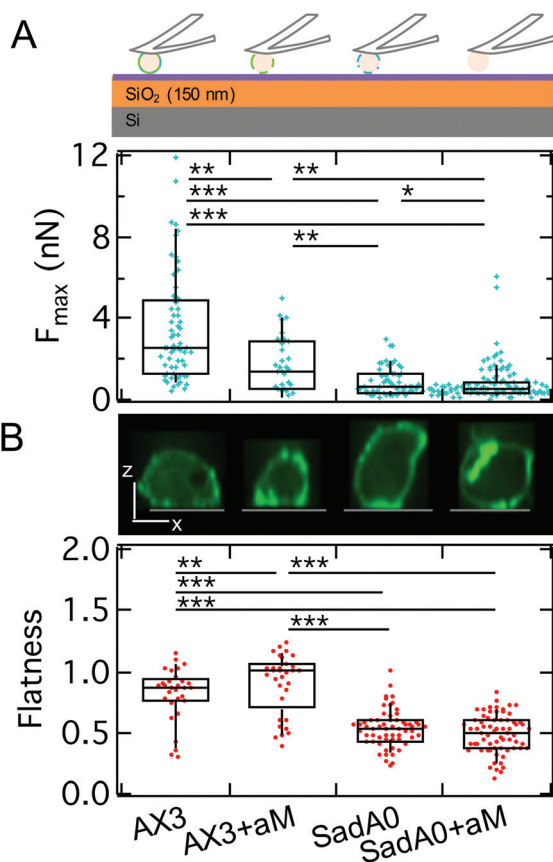 A
SiO₂ (150 nm)
Si
12
8
4
0
F_max (nN)
** **
*** *
***
**
B
z
x
2.0
1.5
1.0
0.5
0.0
Flatness
** ***
***
***
***
AX3 AX3+aM SadA0 SadA0+aM